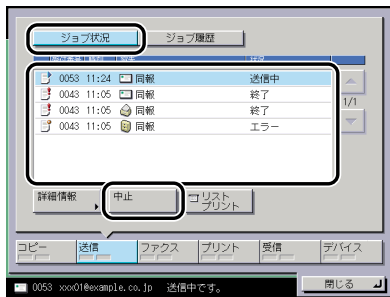 ジョブ状況 ジョブ履歴
状況
0053 11:24 同報 送信中
0043 11:05 同報 終了
0043 11:05 同報 終了
0043 11:05 同報 エラー
1/1
詳細情報 中止 リスト
プリント
コピー 送信 ファクス プリント 受信 デバイス
0053 xxx01@example.co.jp 送信中です。 閉じる